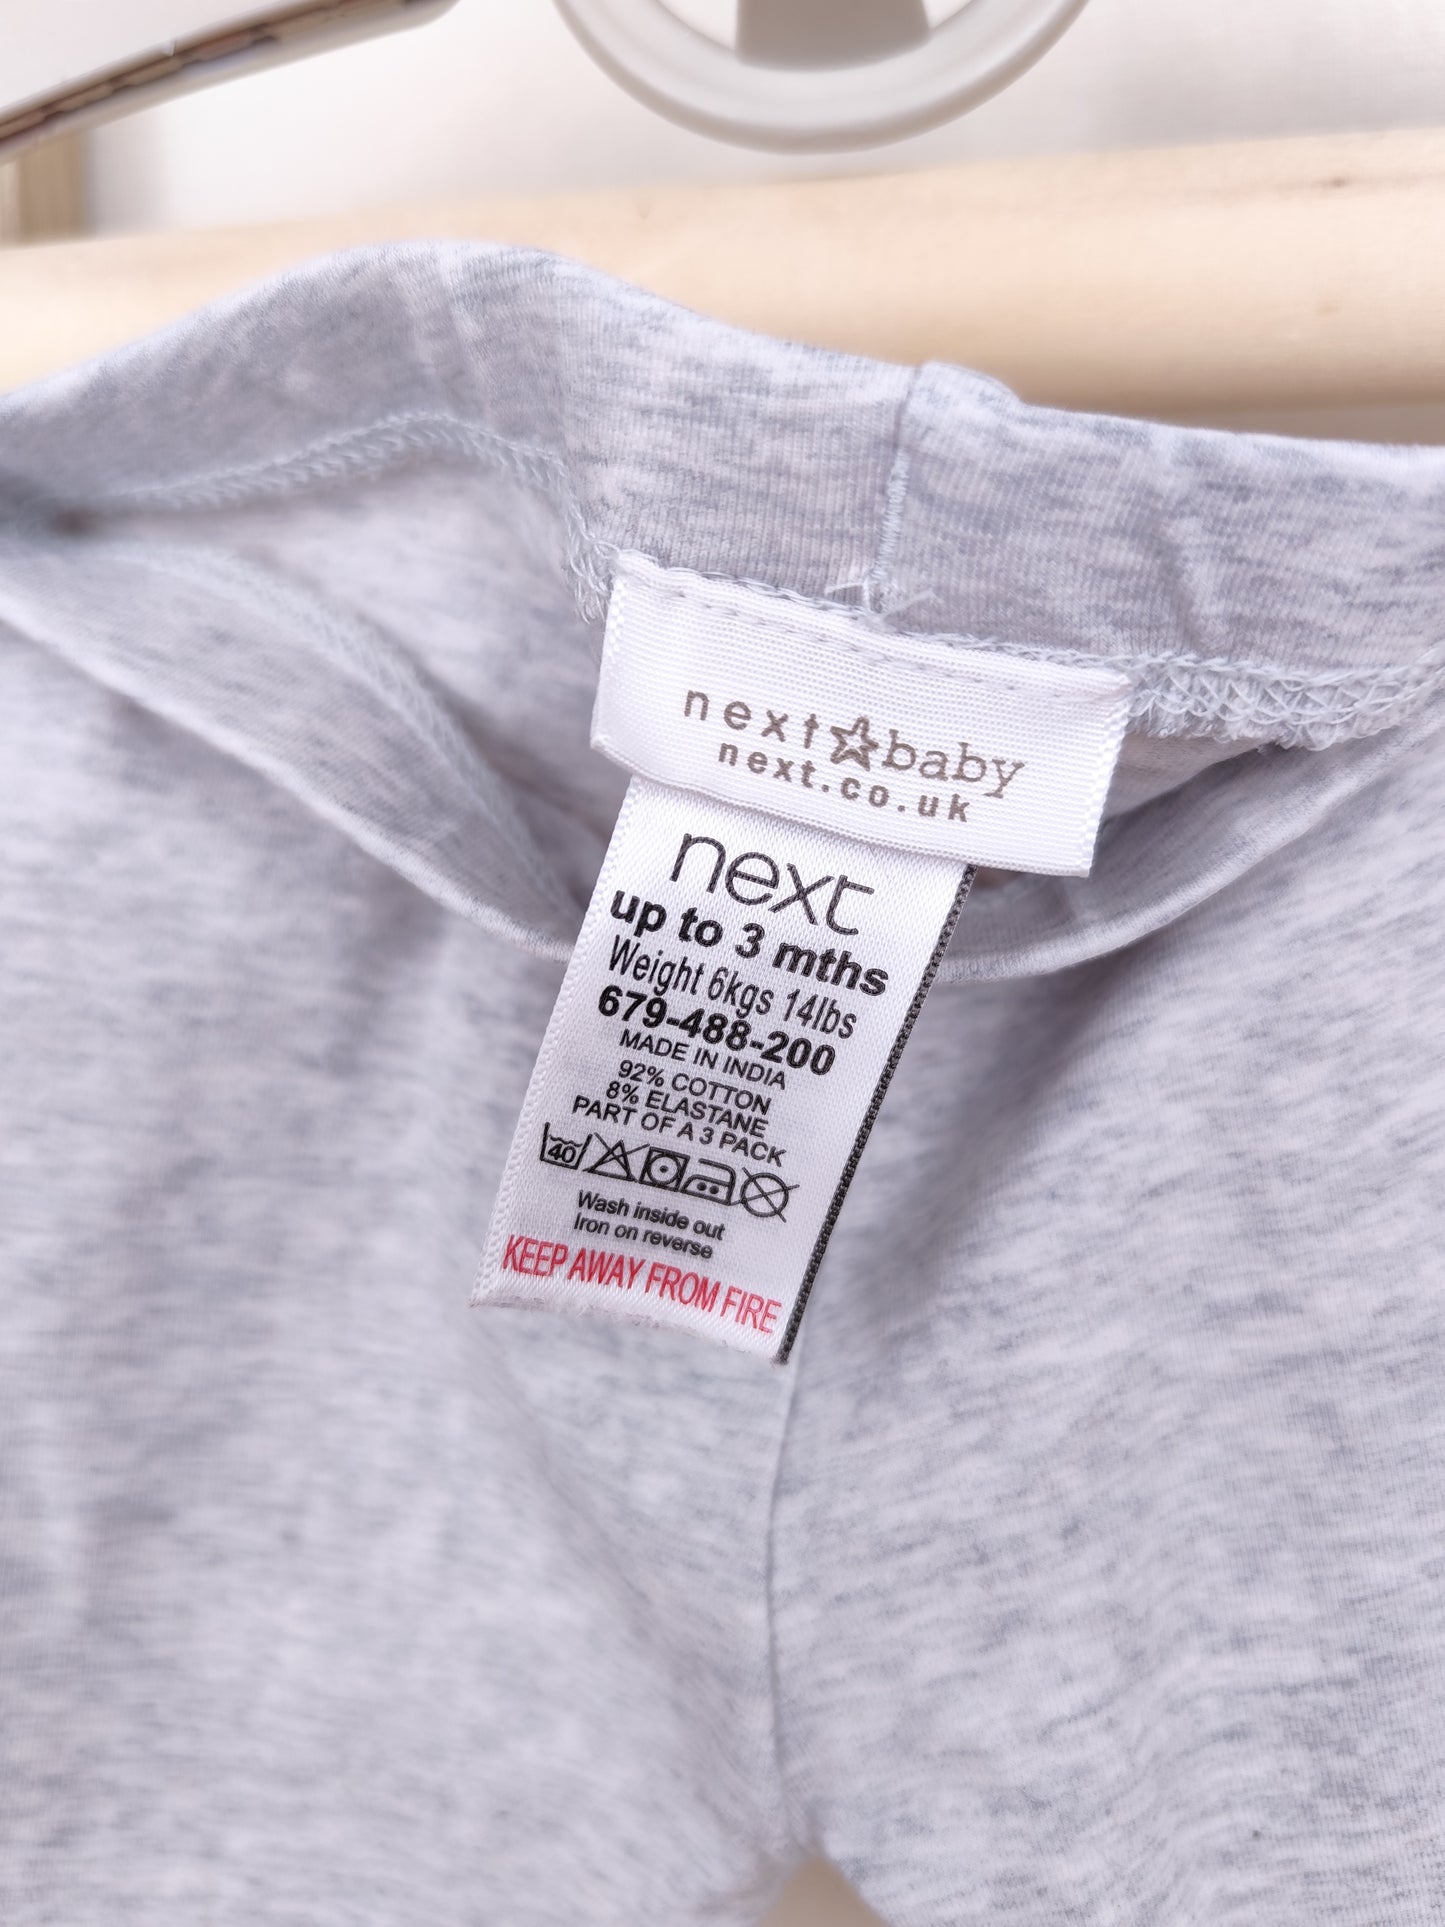 next baby
next.co.uk
next
up to 3 mths
Weight 6kgs 14lbs
679-488-200
MADE IN INDIA
92% COTTON
8% ELASTANE
PART OF A 3 PACK
40
Wash inside out
Iron on reverse
KEEP AWAY FROM FIRE